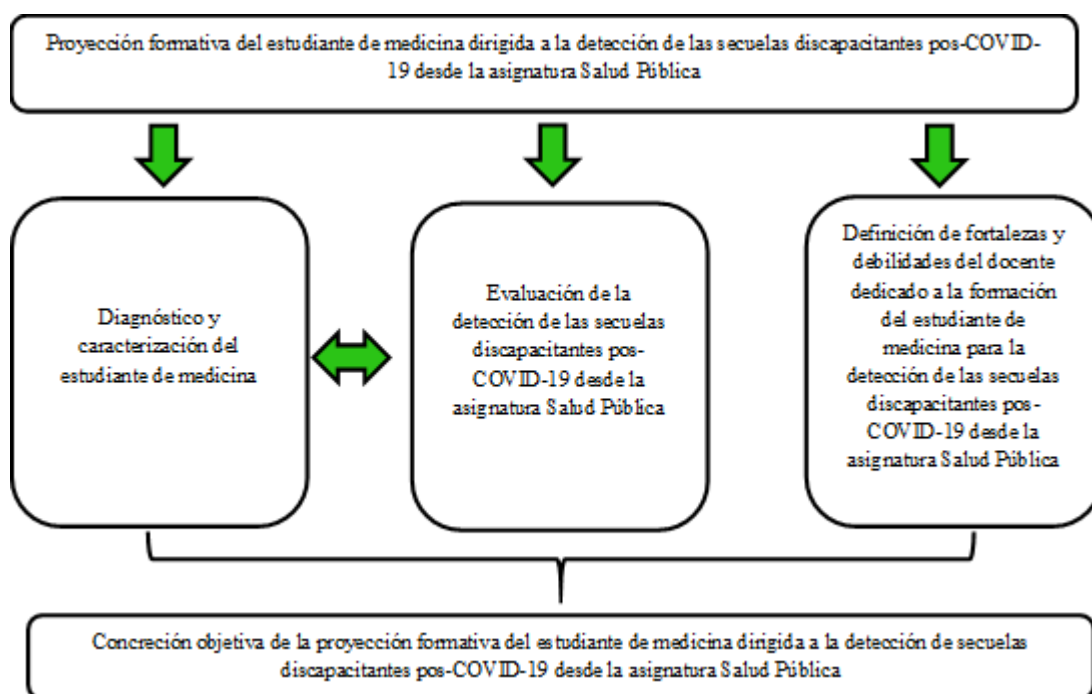 Proyección formativa del estudiante de medicina dirigida a la detección de las secuelas discapacitantes pos-COVID-
19 desde la asignatura Salud Pública
Diagnóstico y
caracterización del
estudiante de medicina
Evaluación de la
detección de las secuelas
discapacitantes pos-
COVID-19 desde la
asignatura Salud Pública
Definición de fortalezas y
debilidades del docente
dedicado a la formación
del estudiante de
medicina para la
detección de las secuelas
discapacitantes pos-
COVID-19 desde la
asignatura Salud Pública
Concreción objetiva de la proyección formativa del estudiante de medicina dirigida a la detección de secuelas
discapacitantes pos-COVID-19 desde la asignatura Salud Pública